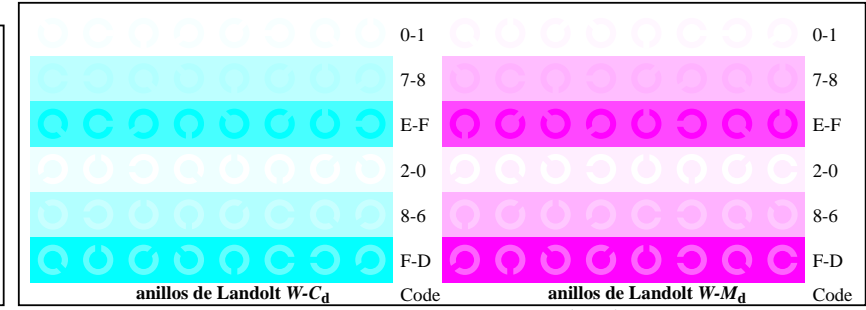 0-1 0-1
7-8 7-8
E-F E-F
2-0 2-0
8-6 8-6
F-D F-D
anillos de Landolt W-Cd Code anillos de Landolt W-Md Code